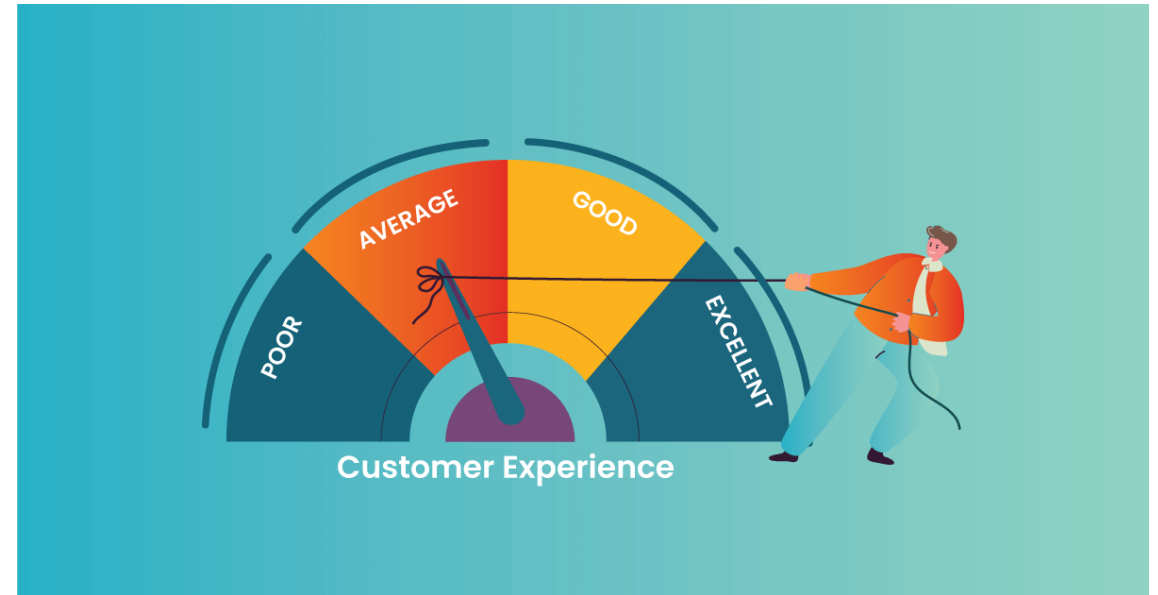 POOR
AVERAGE
GOOD
EXCELLENT
Customer Experience